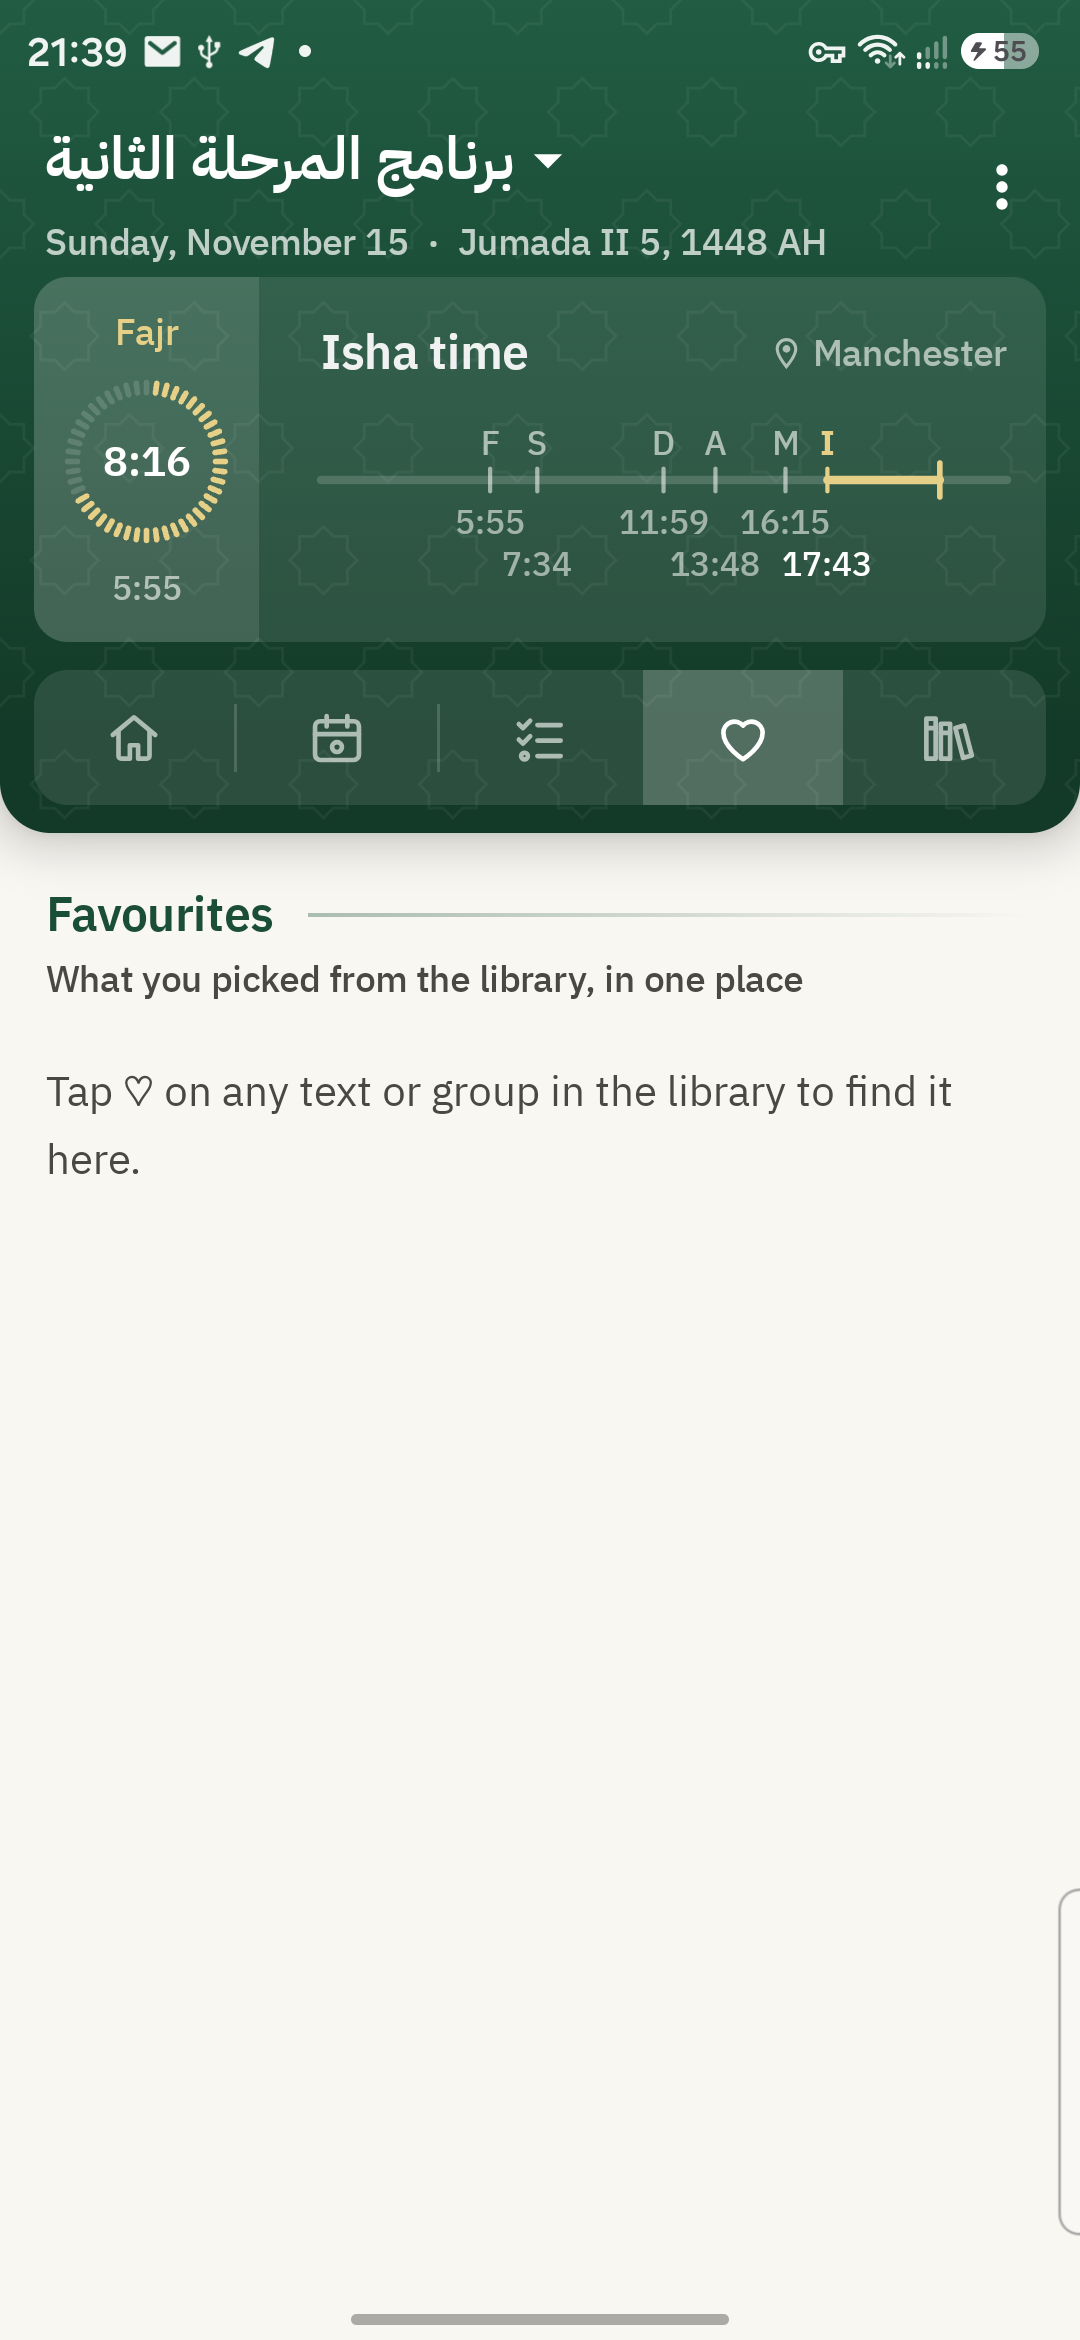 21:39
55
برنامج المرحلة الثانية
Sunday, November 15 · Jumada II 5, 1448 AH
Fajr
8:16
5:55
Isha time
Manchester
F S D A M I
5:55 11:59 16:15
7:34 13:48 17:43
Favourites
What you picked from the library, in one place
Tap ♡ on any text or group in the library to find it
here.